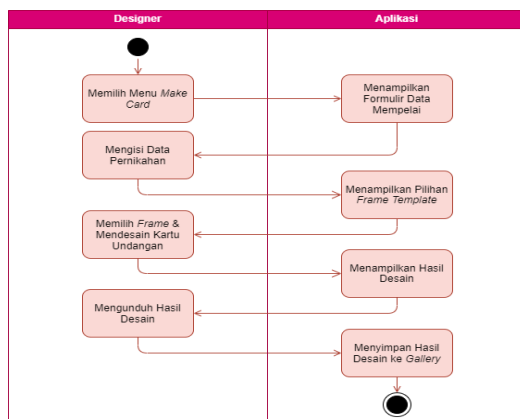 Designer
Aplikasi
Memilih Menu Make
Card
Menampilkan
Formulir Data
Mempelai
Mengisi Data
Pernikahan
Menampilkan Pilihan
Frame Template
Memilih Frame &
Mendesain Kartu
Undangan
Menampilkan Hasil
Desain
Mengunduh Hasil
Desain
Menyimpan Hasil
Desain ke Gallery